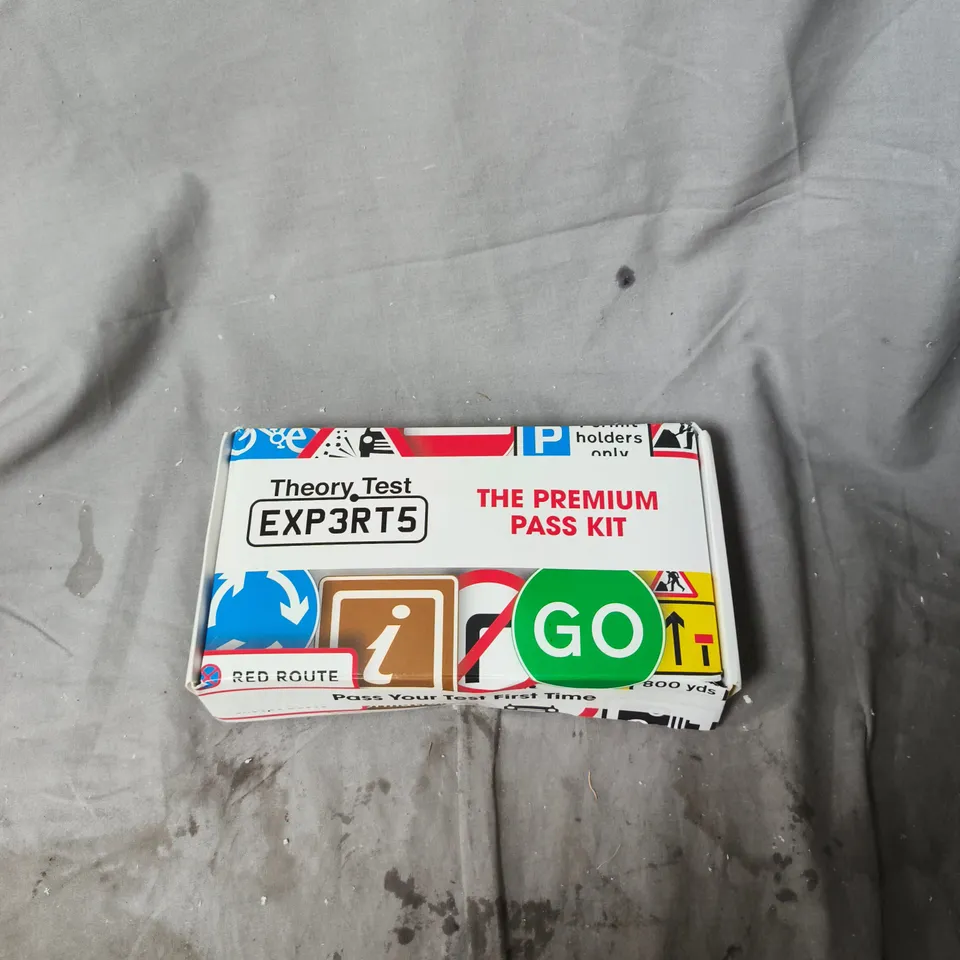 P
holders
only
Theory Test
EXP3RT5
THE PREMIUM
PASS KIT
i
GO
RED ROUTE
800 yds
Pass Your Test First Time